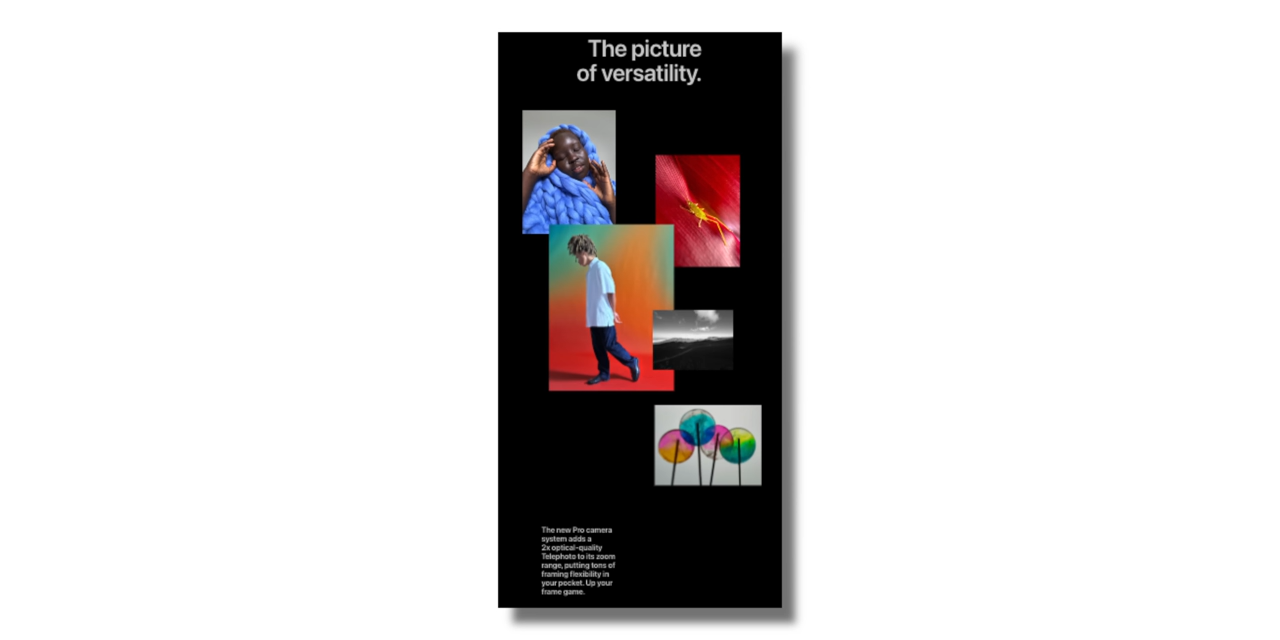 The picture
of versatility.
The new Pro camera
system adds a
2x optical-quality
Telephoto to its zoom
range, putting tons of
framing flexibility in
your pocket. Up your
frame game.